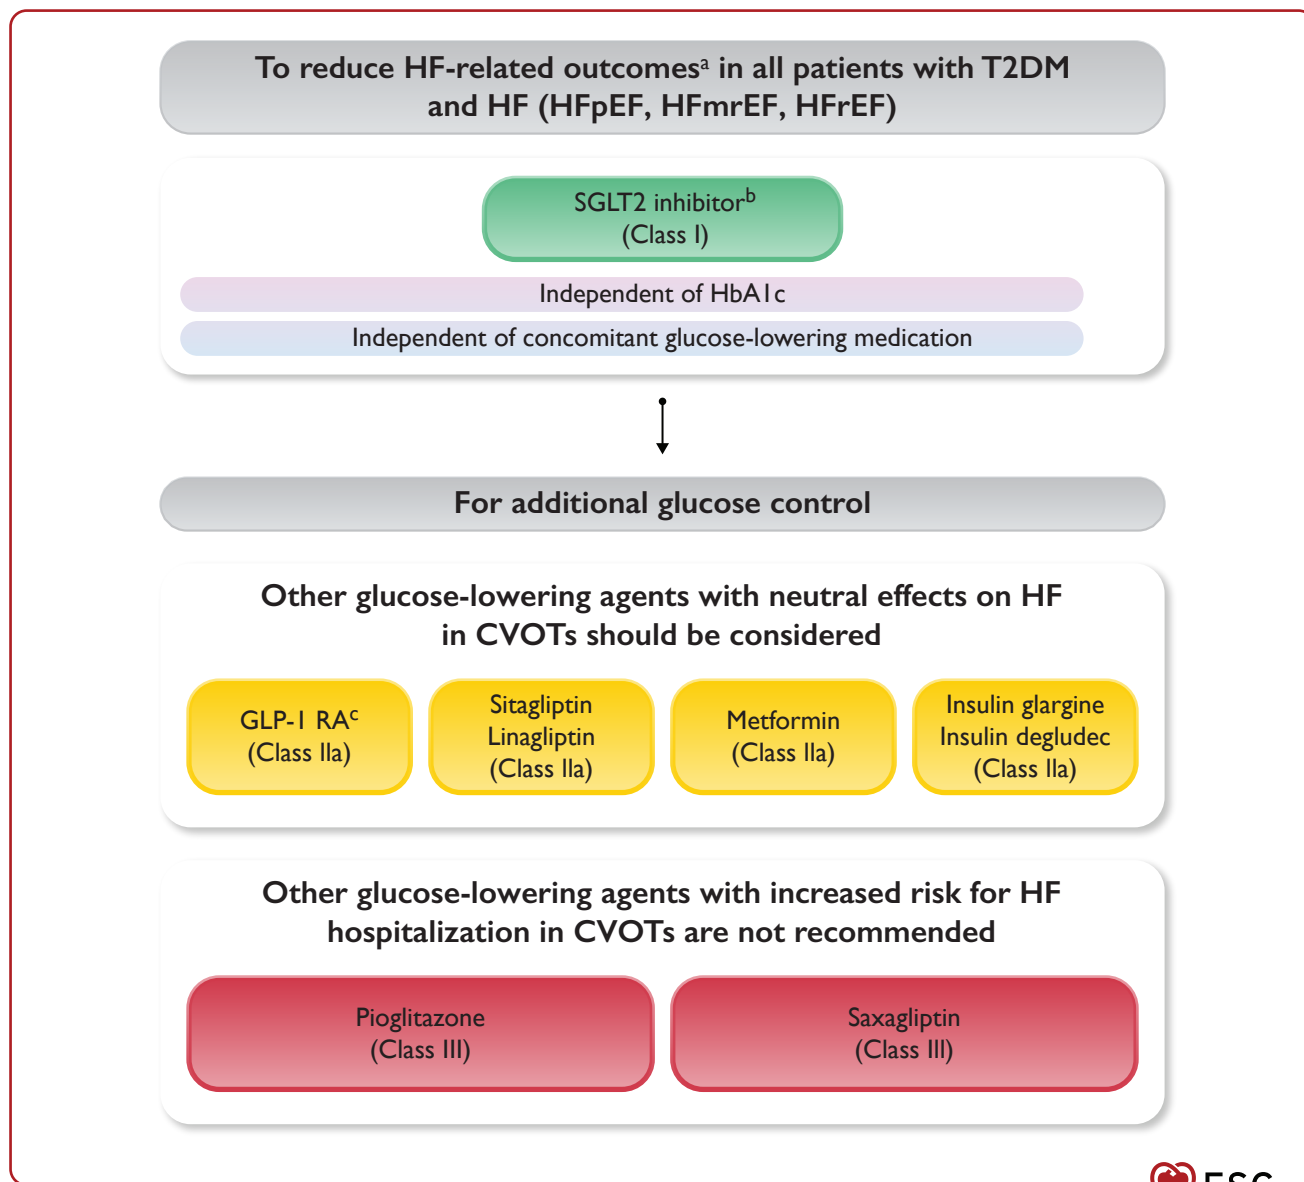 To reduce HF-related outcomesᵃ in all patients with T2DM
and HF (HFpEF, HFmrEF, HFrEF)
SGLT2 inhibitorᵇ
(Class I)
Independent of HbA1c
Independent of concomitant glucose-lowering medication
For additional glucose control
Other glucose-lowering agents with neutral effects on HF
in CVOTs should be considered
GLP-1 RAᶜ
(Class IIa)
Sitagliptin
Linagliptin
(Class IIa)
Metformin
(Class IIa)
Insulin glargine
Insulin degludec
(Class IIa)
Other glucose-lowering agents with increased risk for HF
hospitalization in CVOTs are not recommended
Pioglitazone
(Class III)
Saxagliptin
(Class III)
ESC